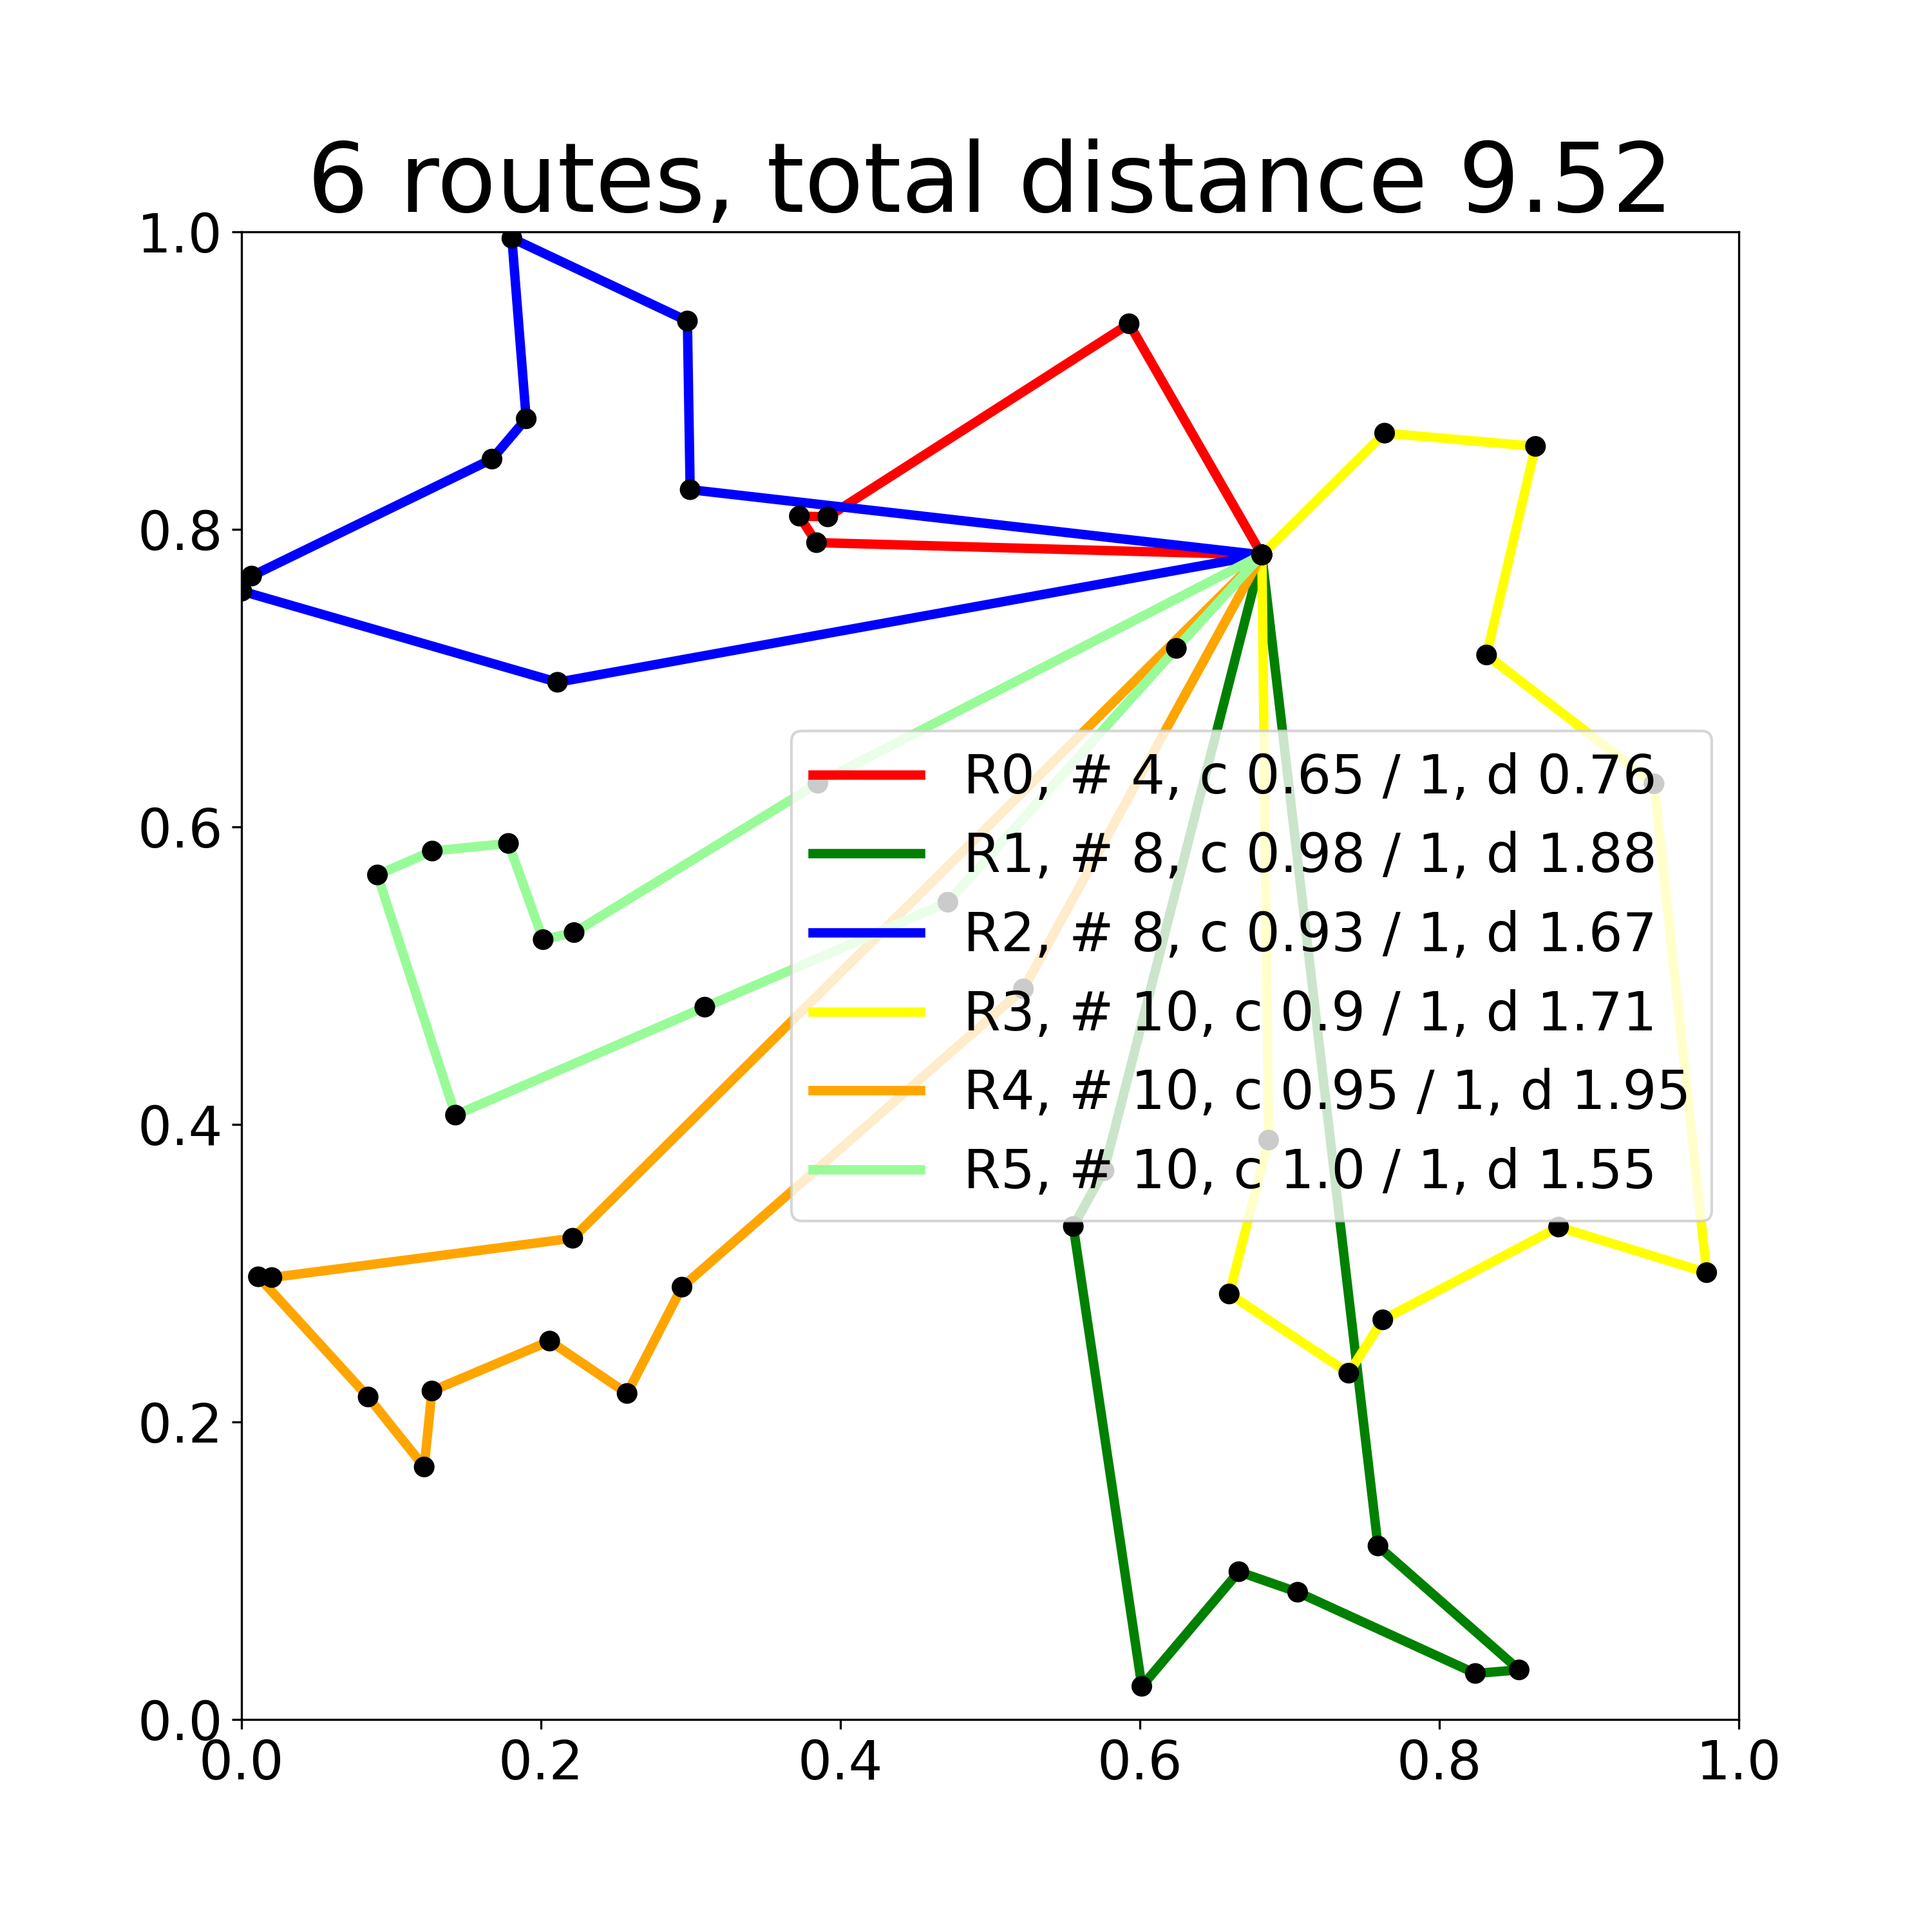 6 routes, total distance 9.52
1.0
0.8
0.6
0.4
0.2
0.0
R0, # 4, c 0.65 / 1, d 0.76
R1, # 8, c 0.98 / 1, d 1.88
R2, # 8, c 0.93 / 1, d 1.67
R3, # 10, c 0.9 / 1, d 1.71
R4, # 10, c 0.95 / 1, d 1.95
R5, # 10, c 1.0 / 1, d 1.55
0.0 0.2 0.4 0.6 0.8 1.0